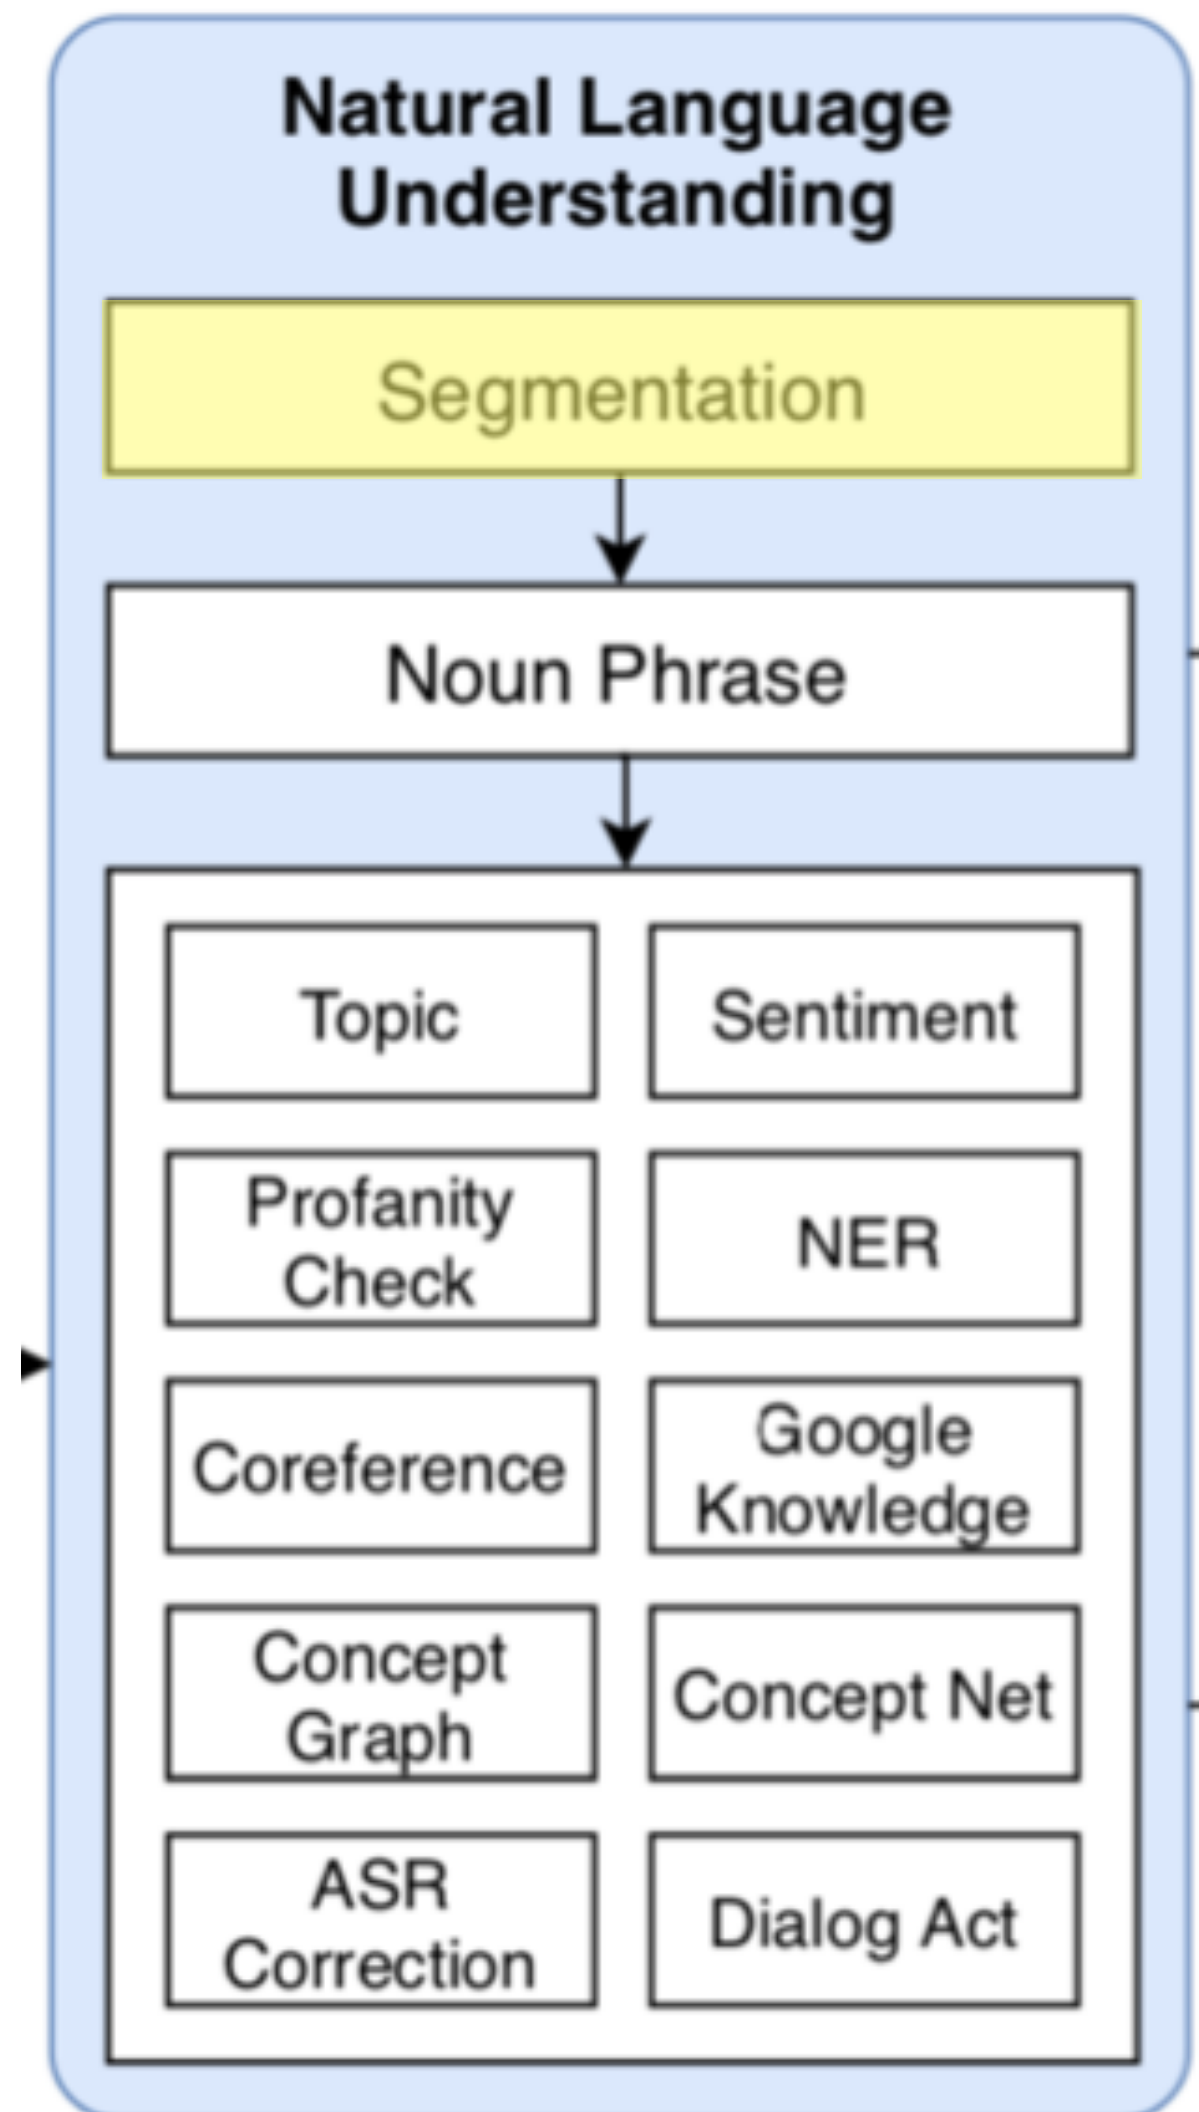 Natural Language
Understanding
Segmentation
Noun Phrase
Topic
Sentiment
Profanity
Check
NER
Coreference
Google
Knowledge
Concept
Graph
Concept Net
ASR
Correction
Dialog Act